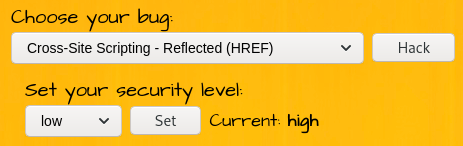 Choose your bug:
Cross-Site Scripting - Reflected (HREF) Hack
Set your security level:
low Set Current: high